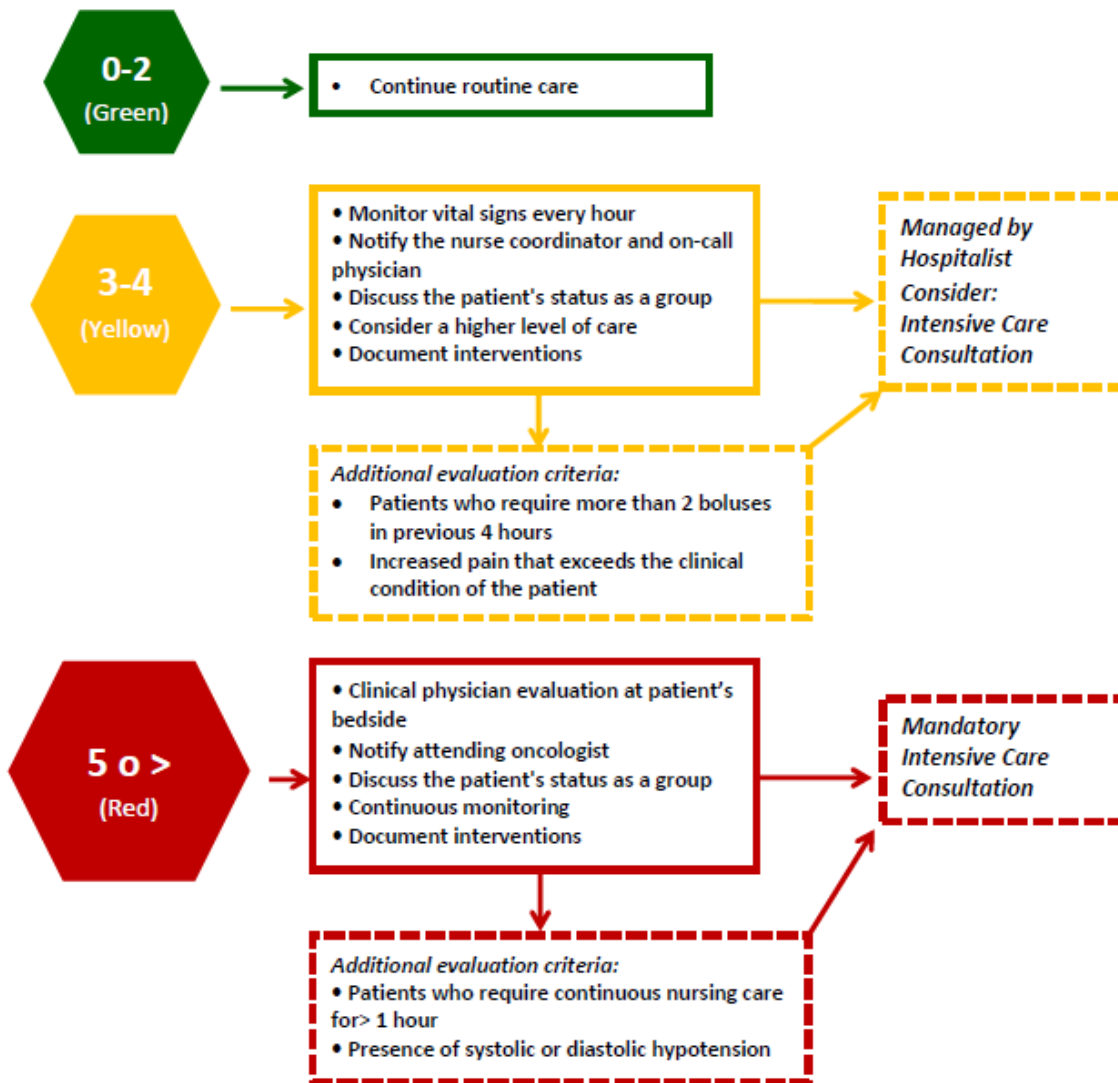 0-2
(Green)
• Continue routine care
3-4
(Yellow)
• Monitor vital signs every hour
• Notify the nurse coordinator and on-call
physician
• Discuss the patient's status as a group
• Consider a higher level of care
• Document interventions
Managed by
Hospitalist
Consider:
Intensive Care
Consultation
Additional evaluation criteria:
• Patients who require more than 2 boluses
in previous 4 hours
• Increased pain that exceeds the clinical
condition of the patient
5 o >
(Red)
• Clinical physician evaluation at patient’s
bedside
• Notify attending oncologist
• Discuss the patient's status as a group
• Continuous monitoring
• Document interventions
Mandatory
Intensive Care
Consultation
Additional evaluation criteria:
• Patients who require continuous nursing care
for> 1 hour
• Presence of systolic or diastolic hypotension